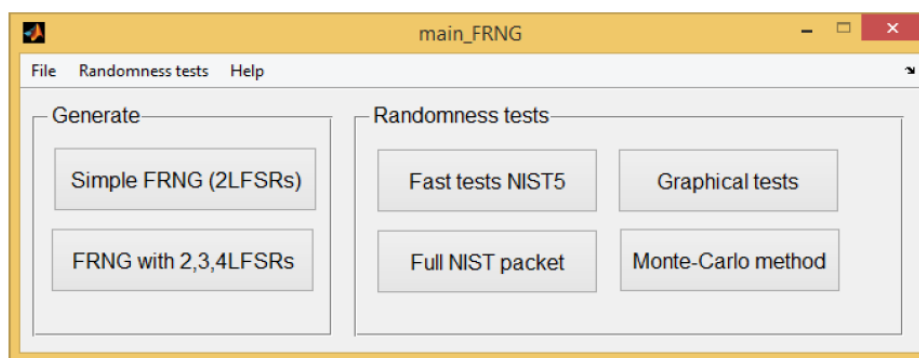 main_FRNG
File Randomness tests Help
Generate
Simple FRNG (2LFSRs)
FRNG with 2,3,4LFSRs
Randomness tests
Fast tests NIST5
Graphical tests
Full NIST packet
Monte-Carlo method